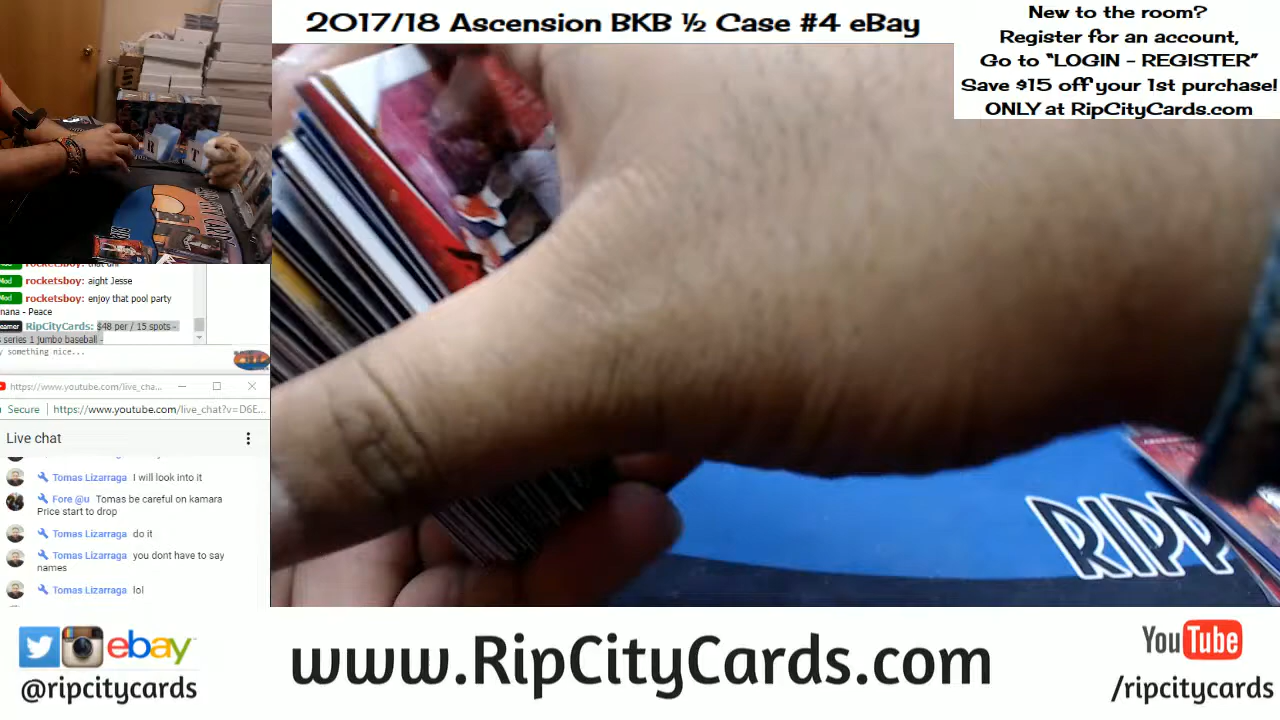 2017/18 Ascension BKB ½ Case #4 eBay
New to the room?
Register for an account,
Go to “LOGIN - REGISTER”
Save $15 off your 1st purchase!
ONLY at RipCityCards.com
rocketsboy:
rocketsboy: aight Jesse
rocketsboy: enjoy that pool party
nana - Peace
eamer RipCityCards: $48 per / 15 spots -
s series 1 jumbo baseball -
y something nice...
https://www.youtube.com/live_cha...
Secure https://www.youtube.com/live_chat?v=D6E...
Live chat
Tomas Lizarraga I will look into it
Fore @u Tomas be careful on kamara
Price start to drop
Tomas Lizarraga do it
Tomas Lizarraga you dont have to say
names
Tomas Lizarraga lol
RIPP
ebay
@ripcitycards
www.RipCityCards.com
YouTube
/ripcitycards